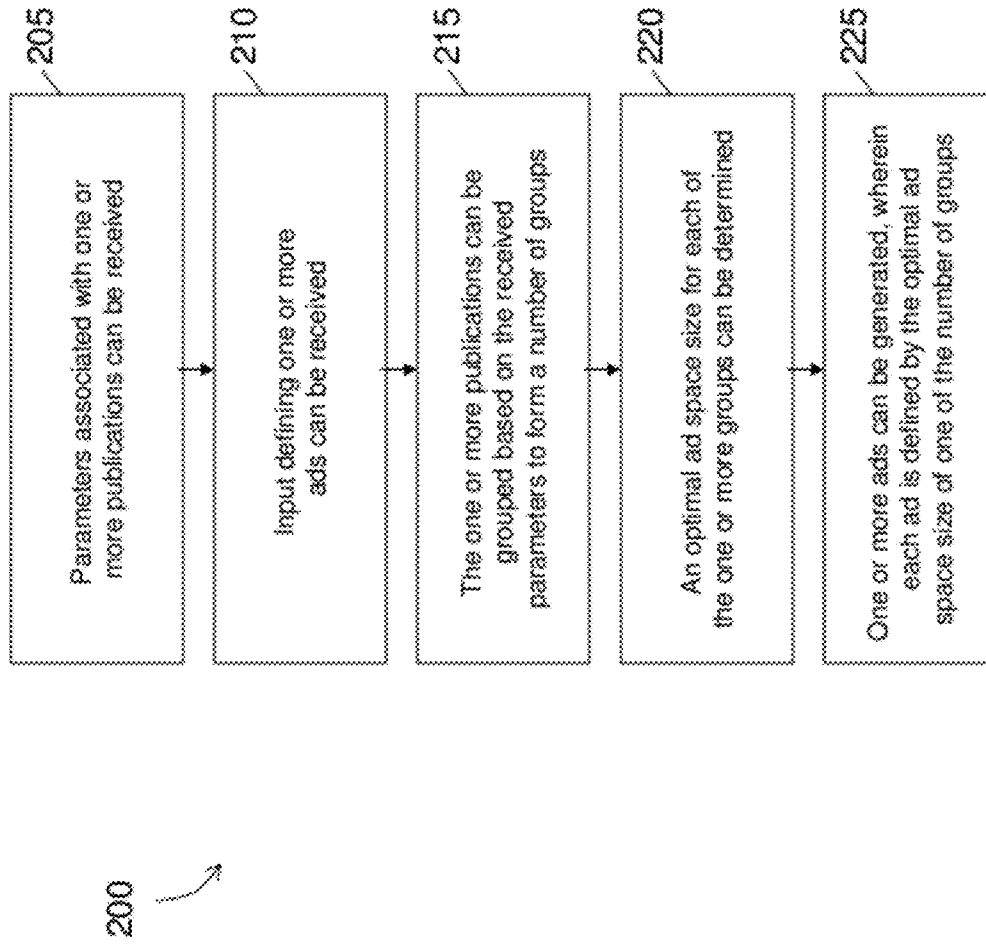 200
205
Parameters associated with one or
more publications can be received
210
Input defining one or more
ads can be received
215
The one or more publications can be
grouped based on the received
parameters to form a number of groups
220
An optimal ad space size for each of
the one or more groups can be determined
225
One or more ads can be generated, wherein
each ad is defined by the optimal ad
space size of one of the number of groups